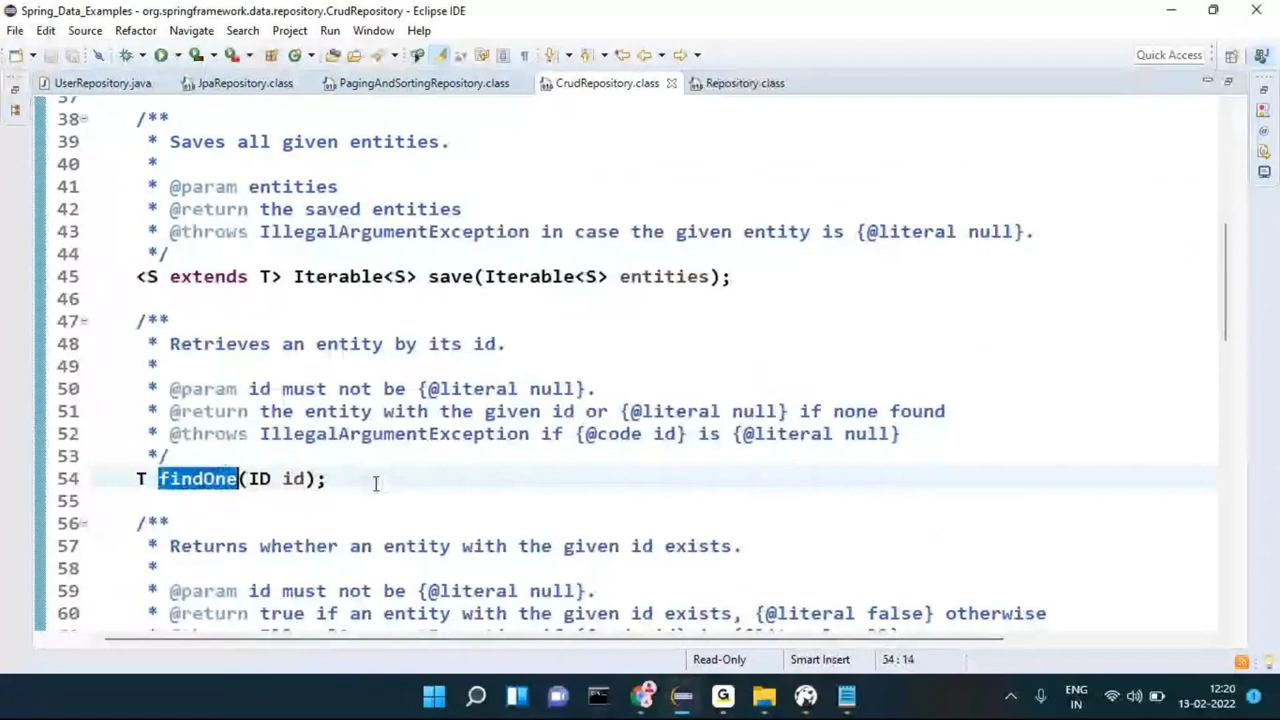 Spring_Data_Examples - org.springframework.data.repository.CrudRepository - Eclipse IDE
File Edit Source Refactor Navigate Search Project Run Window Help
Quick Access
UserRepository.java JpaRepository.class PagingAndSortingRepository.class CrudRepository.class Repository.class
37
38 /**
39 * Saves all given entities.
40 *
41 * @param entities
42 * @return the saved entities
43 * @throws IllegalArgumentException in case the given entity is {@literal null}.
44 */
45 <S extends T> Iterable<S> save(Iterable<S> entities);
46
47 /**
48 * Retrieves an entity by its id.
49 *
50 * @param id must not be {@literal null}.
51 * @return the entity with the given id or {@literal null} if none found
52 * @throws IllegalArgumentException if {@code id} is {@literal null}
53 */
54 T findOne(ID id);
55
56 /**
57 * Returns whether an entity with the given id exists.
58 *
59 * @param id must not be {@literal null}.
60 * @return true if an entity with the given id exists, {@literal false} otherwise
Read-Only Smart Insert 54 : 14
ENG IN 12:20 13-02-2022